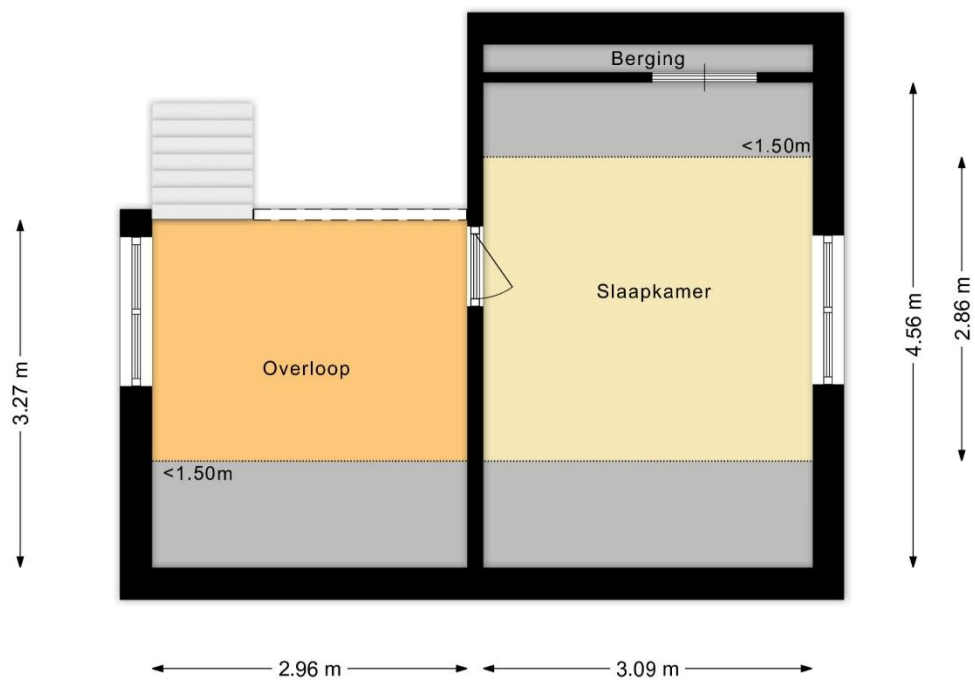 Berging
<1.50m
Slaapkamer
Overloop
<1.50m
3.27 m
4.56 m
2.86 m
2.96 m
3.09 m